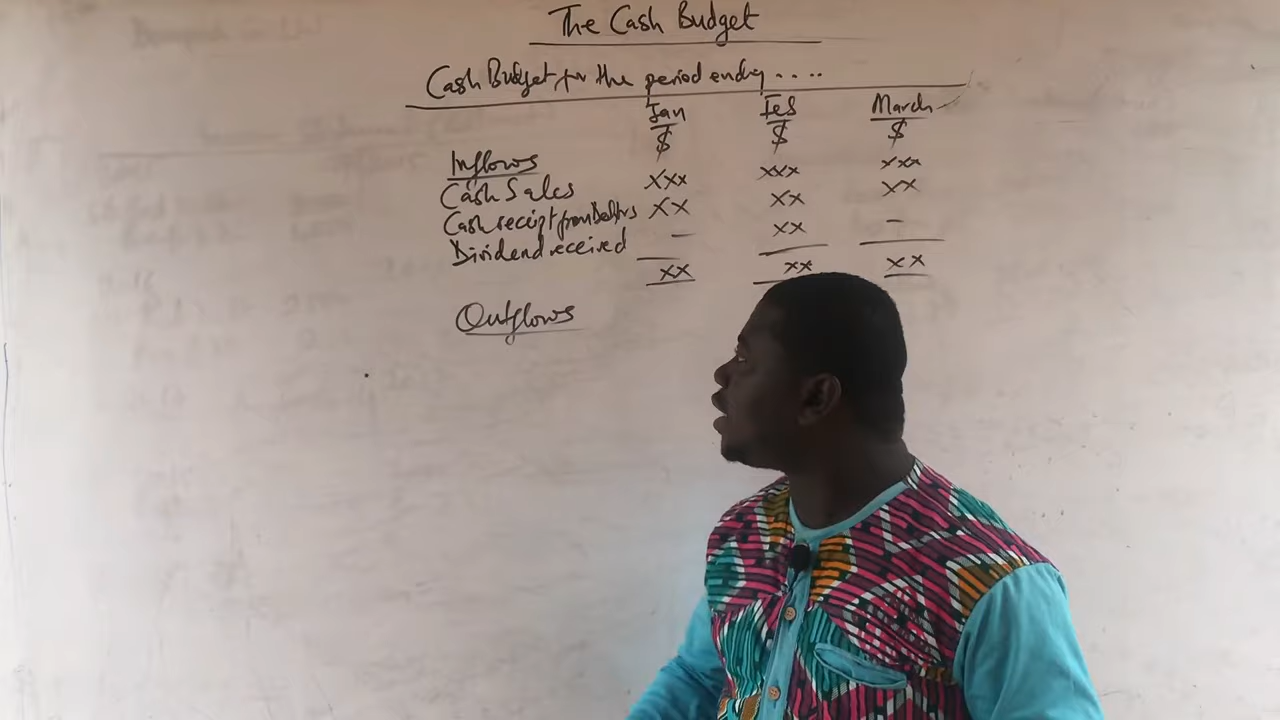 The Cash Budget
Cash Budget for the period ending ....
Jan Feb March
$ $ $
Inflows
Cash Sales xxx xxx xxx
Cash receipt from Debtors xx xx xx
Dividend received - xx -
xx xx xx
Outflows